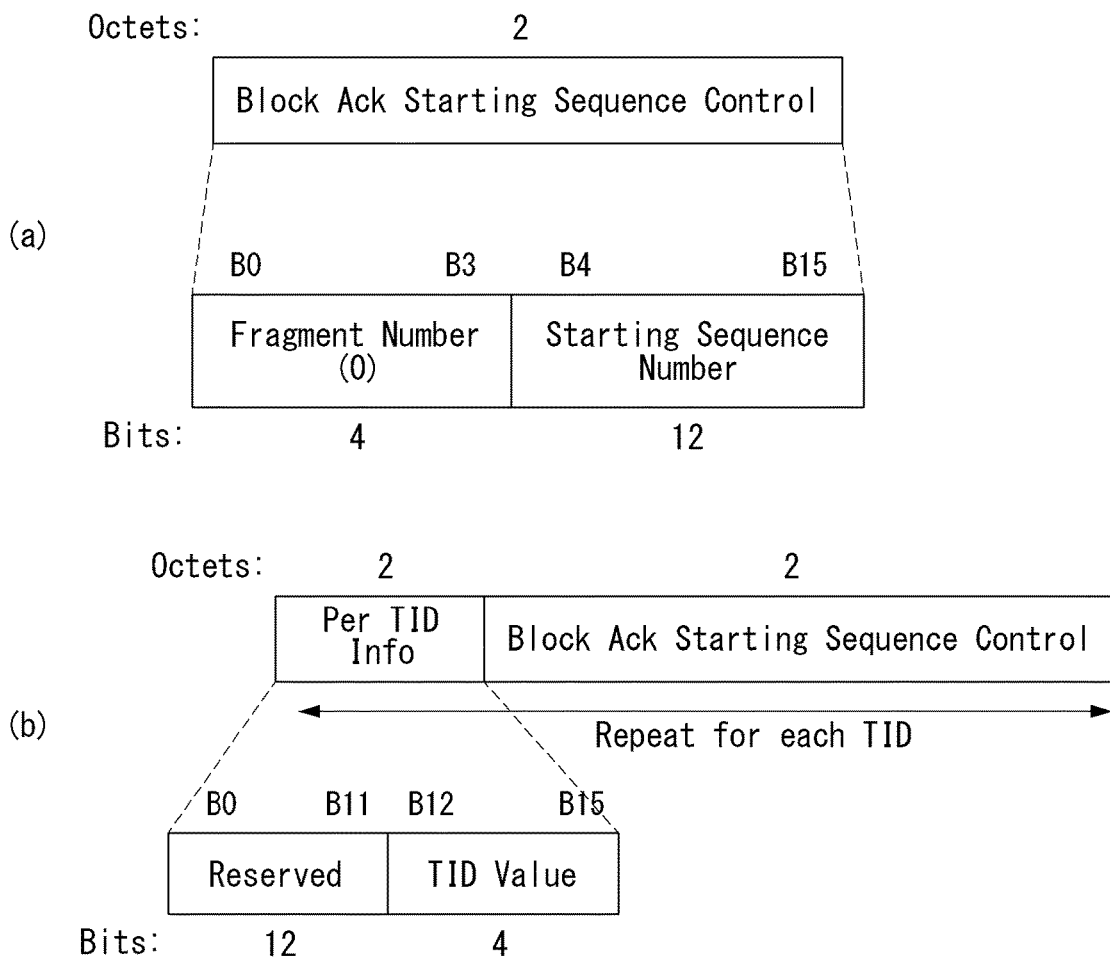 Octets: 2
Block Ack Starting Sequence Control
(a)
B0 B3 B4 B15
Fragment Number
(0)
Starting Sequence
Number
Bits: 4 12
Octets: 2 2
Per TID
Info
Block Ack Starting Sequence Control
(b)
Repeat for each TID
B0 B11 B12 B15
Reserved TID Value
Bits: 12 4